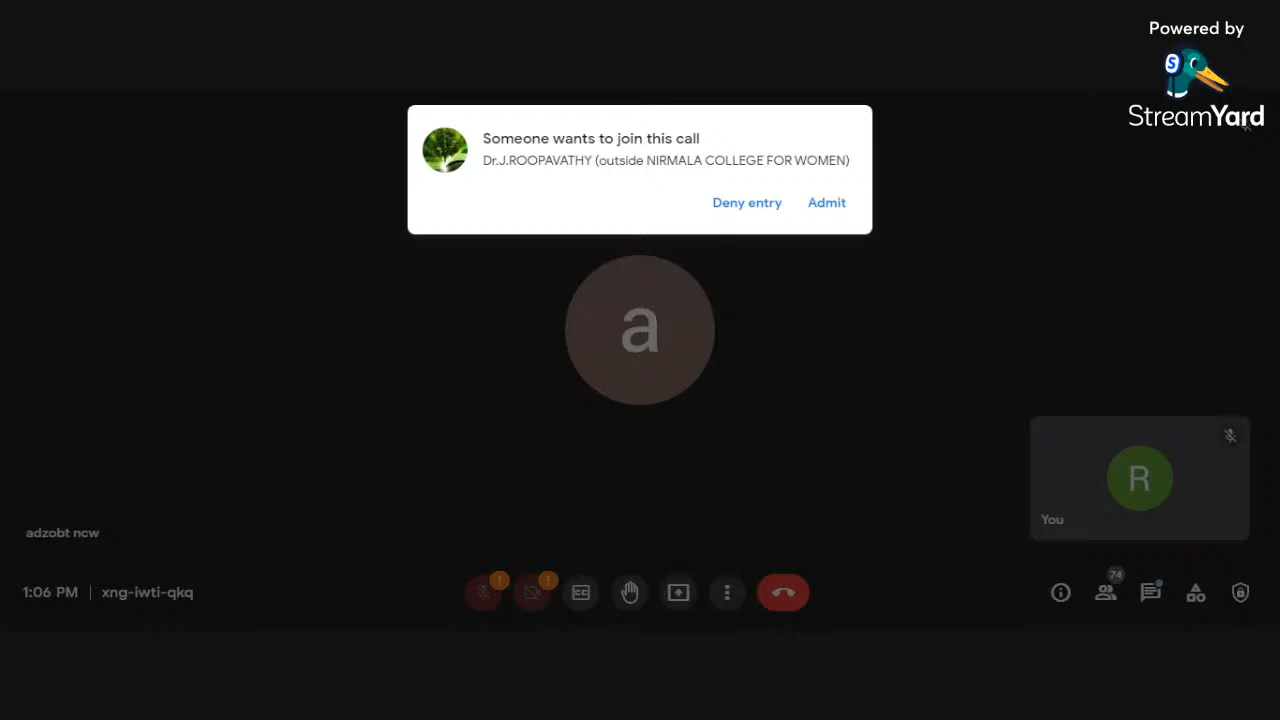 Powered by
S
StreamYard
Someone wants to join this call
Dr.J.ROOPAVATHY (outside NIRMALA COLLEGE FOR WOMEN)
Deny entry Admit
a
R
You
adzobt ncw
1:06 PM | xng-iwti-qkq
! ! CC 74